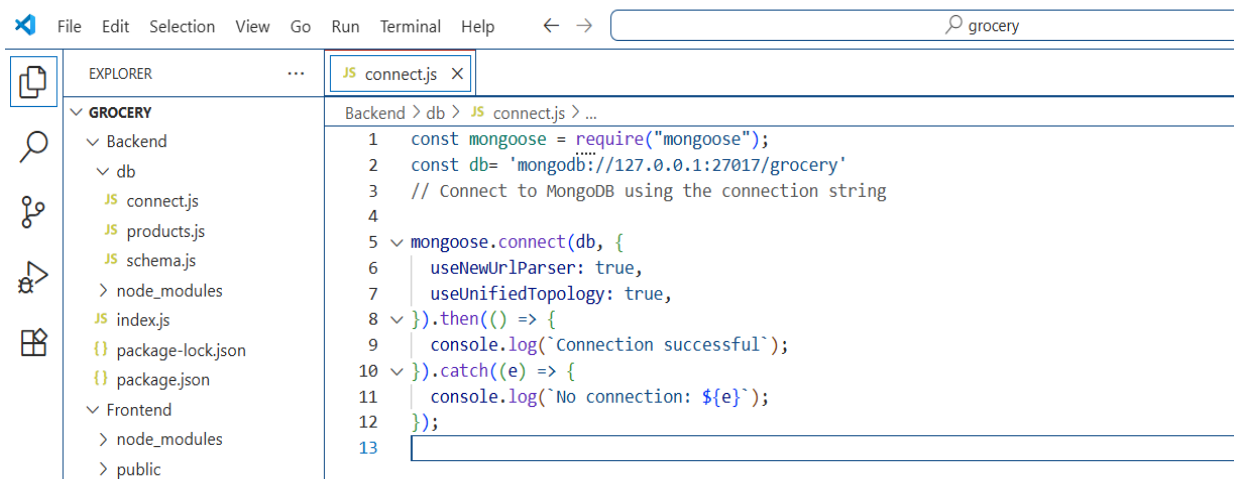 File Edit Selection View Go Run Terminal Help ← → grocery
EXPLORER ...
GROCERY
Backend
db
JS connect.js
JS products.js
JS schema.js
node_modules
JS index.js
{} package-lock.json
{} package.json
Frontend
node_modules
public
JS connect.js X
Backend > db > JS connect.js > ...
1 const mongoose = require("mongoose");
2 const db= 'mongodb://127.0.0.1:27017/grocery'
3 // Connect to MongoDB using the connection string
4
5 mongoose.connect(db, {
6 useNewUrlParser: true,
7 useUnifiedTopology: true,
8 }).then(() => {
9 console.log(`Connection successful`);
10 }).catch((e) => {
11 console.log(`No connection: ${e}`);
12 });
13